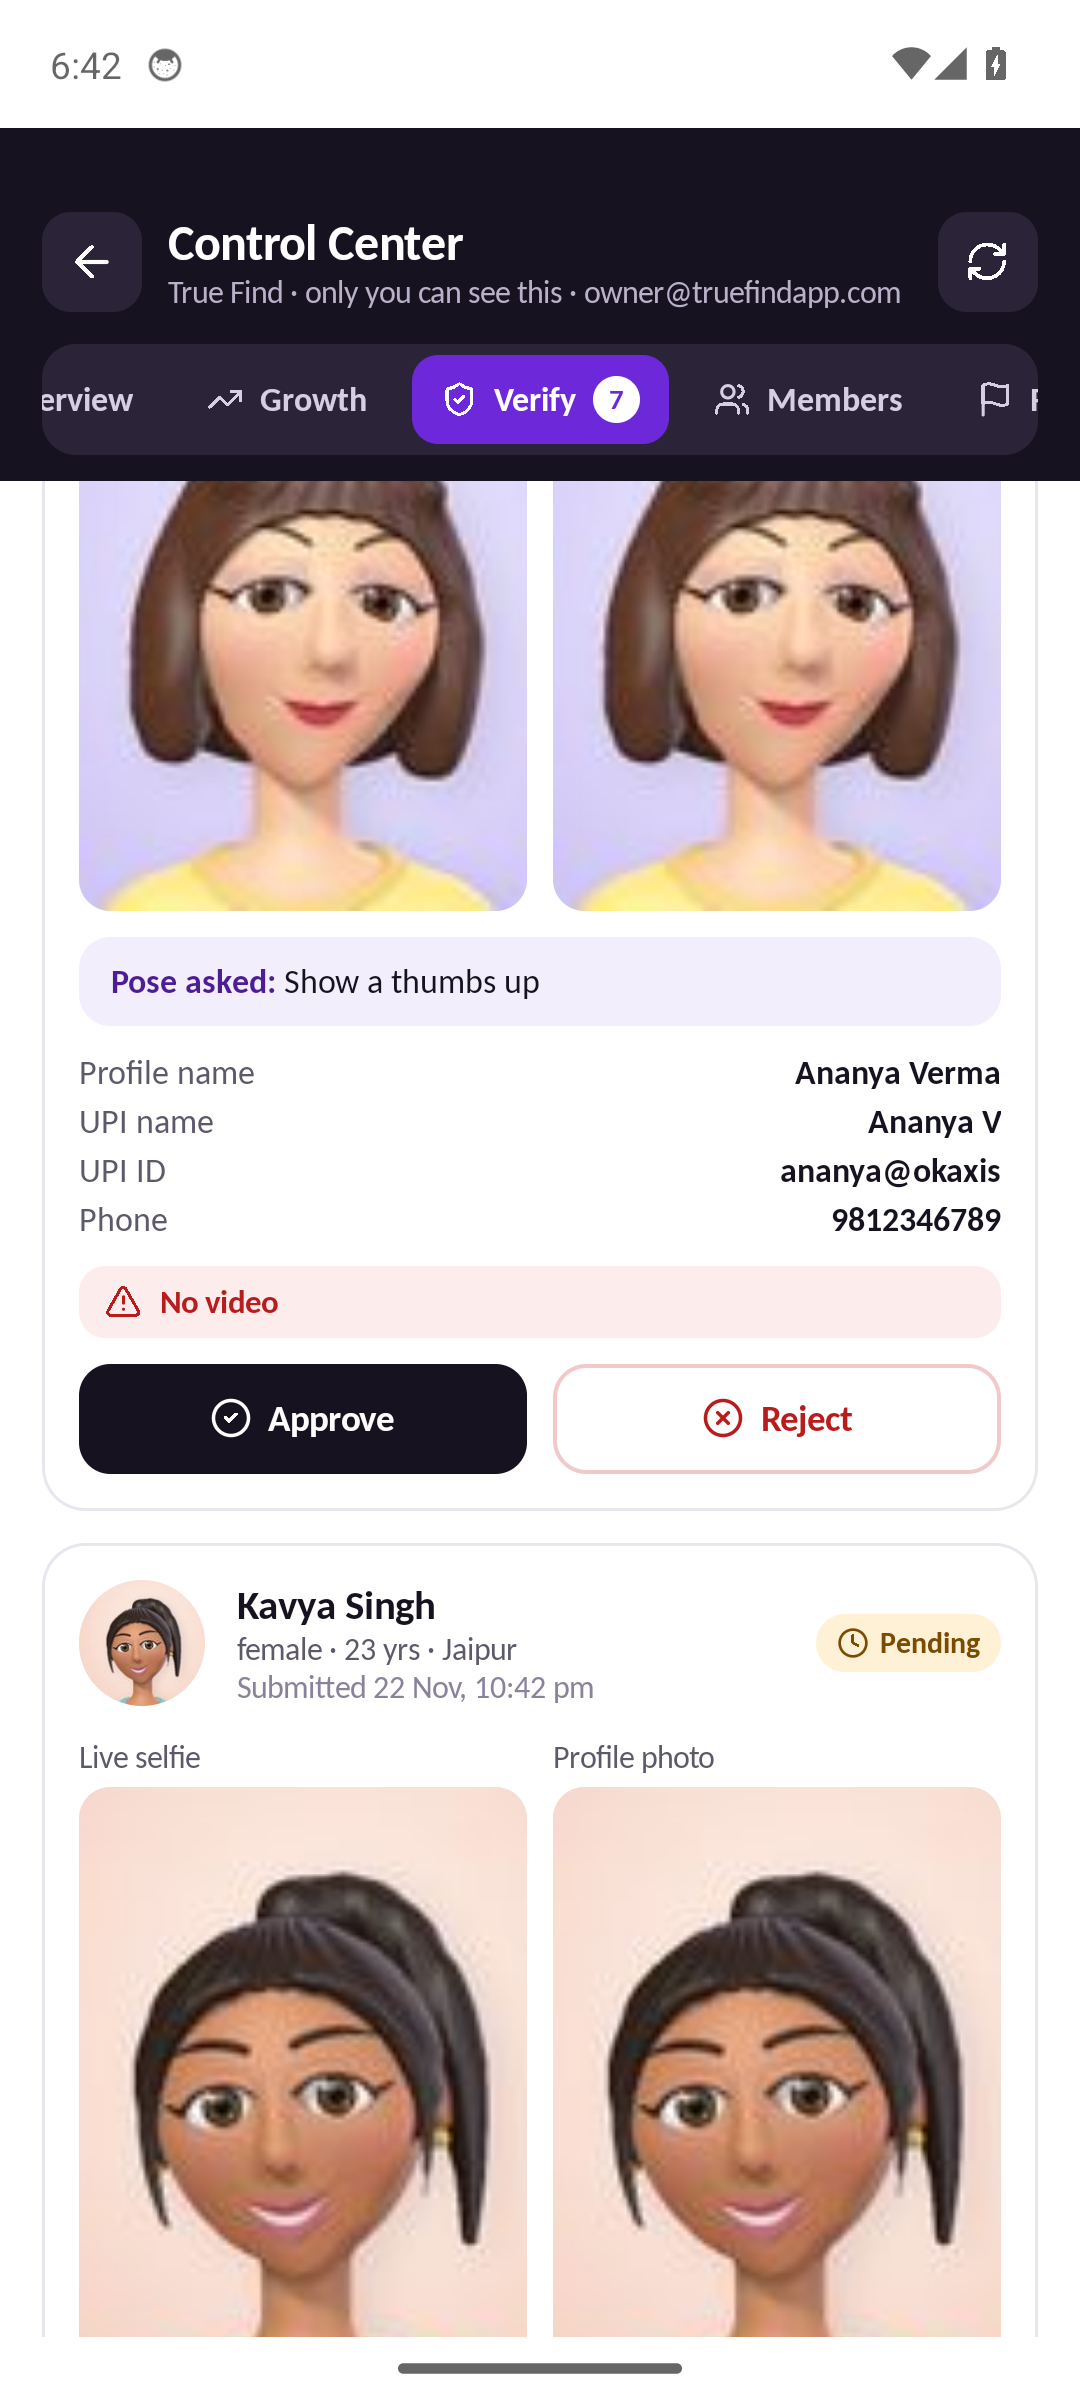 6:42
Control Center
True Find · only you can see this · owner@truefindapp.com
erview
Growth
Verify 7
Members
Pose asked: Show a thumbs up
Profile name Ananya Verma
UPI name Ananya V
UPI ID ananya@okaxis
Phone 9812346789
No video
Approve
Reject
Kavya Singh
female · 23 yrs · Jaipur
Submitted 22 Nov, 10:42 pm
Pending
Live selfie
Profile photo